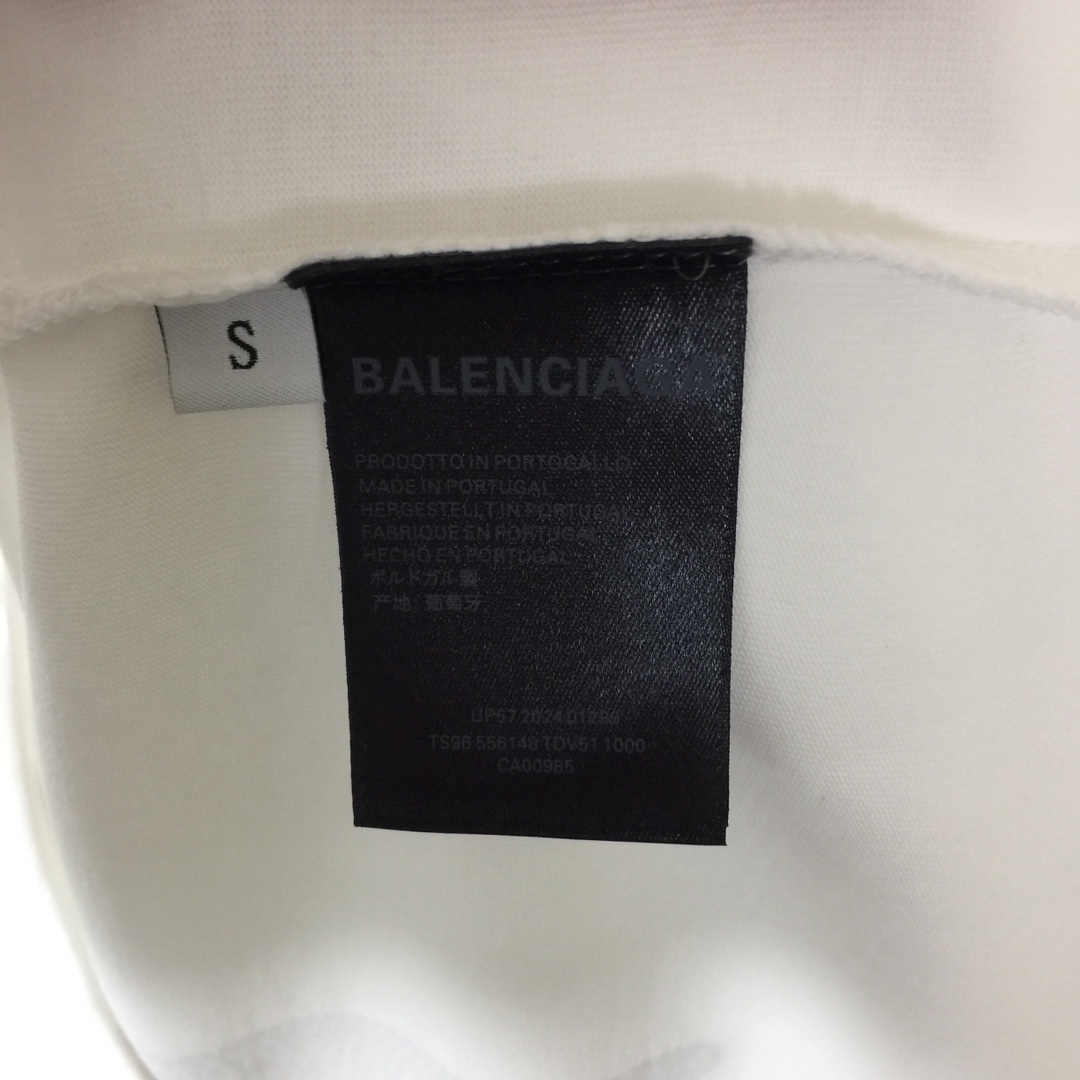 S
BALENCIAGA
PRODOTTO IN PORTOGALLO
MADE IN PORTUGAL
HERGESTELLT IN PORTUGAL
FABRIQUE EN PORTUGAL
HECHO EN PORTUGAL
ポルトガル製
产地: 葡萄牙
TS96 556148 TDV51 1000
CA00985